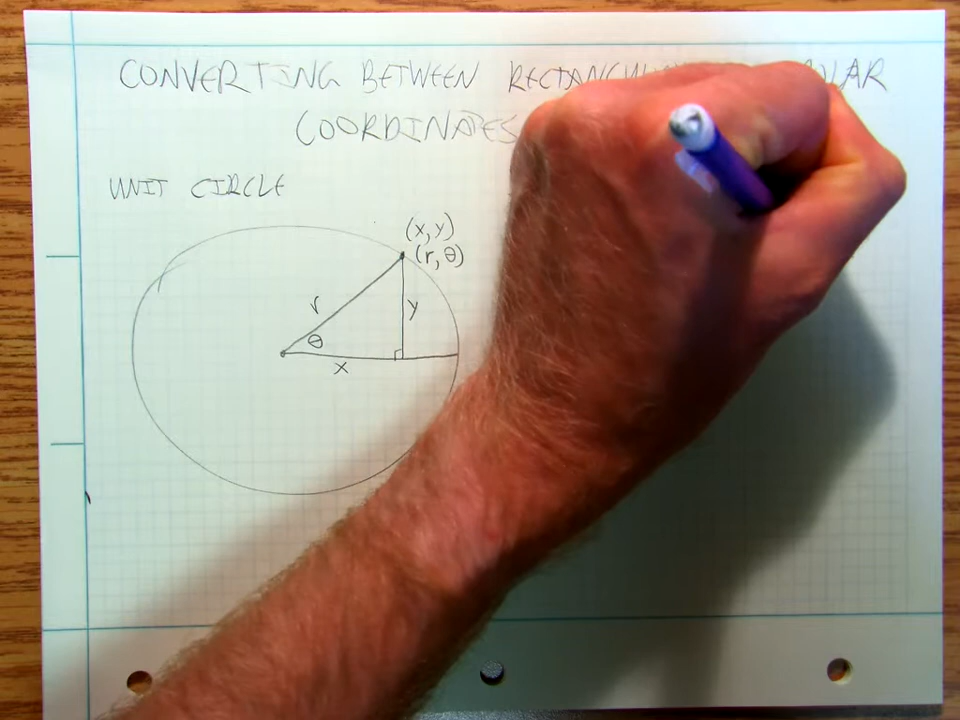 CONVERTING BETWEEN
COORDINATES
UNIT CIRCLE
(x, y)
(r, θ)
r
y
θ
x